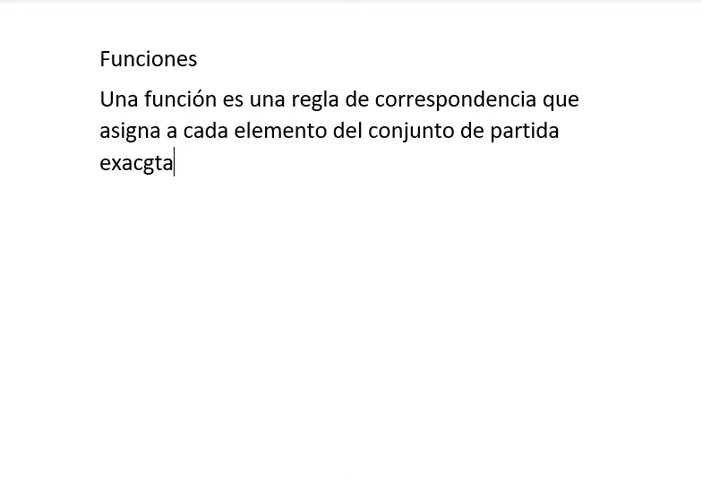 Funciones
Una función es una regla de correspondencia que
asigna a cada elemento del conjunto de partida
exacgta